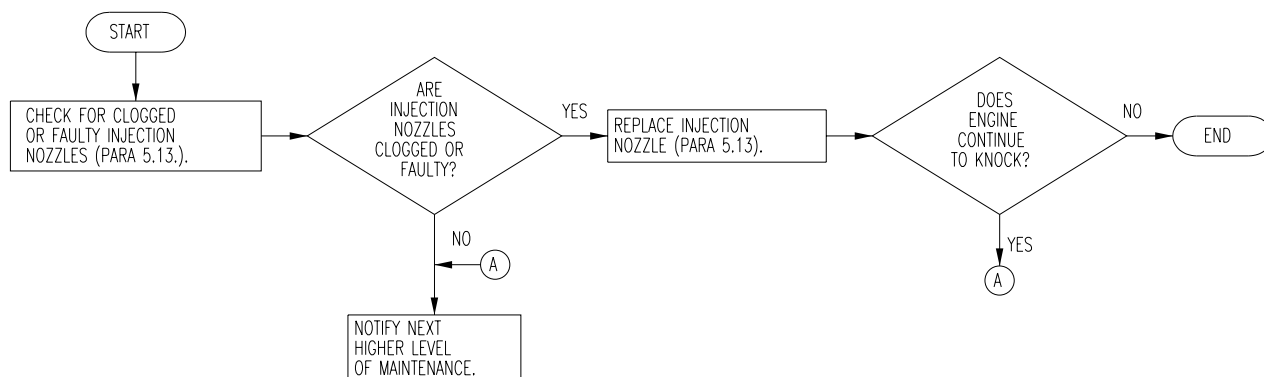 START
CHECK FOR CLOGGED
OR FAULTY INJECTION
NOZZLES (PARA 5.13.).
ARE
INJECTION
NOZZLES
CLOGGED OR
FAULTY?
YES
REPLACE INJECTION
NOZZLE (PARA 5.13).
DOES
ENGINE
CONTINUE
TO KNOCK?
NO
END
NO
A
NOTIFY NEXT
HIGHER LEVEL
OF MAINTENANCE.
YES
A